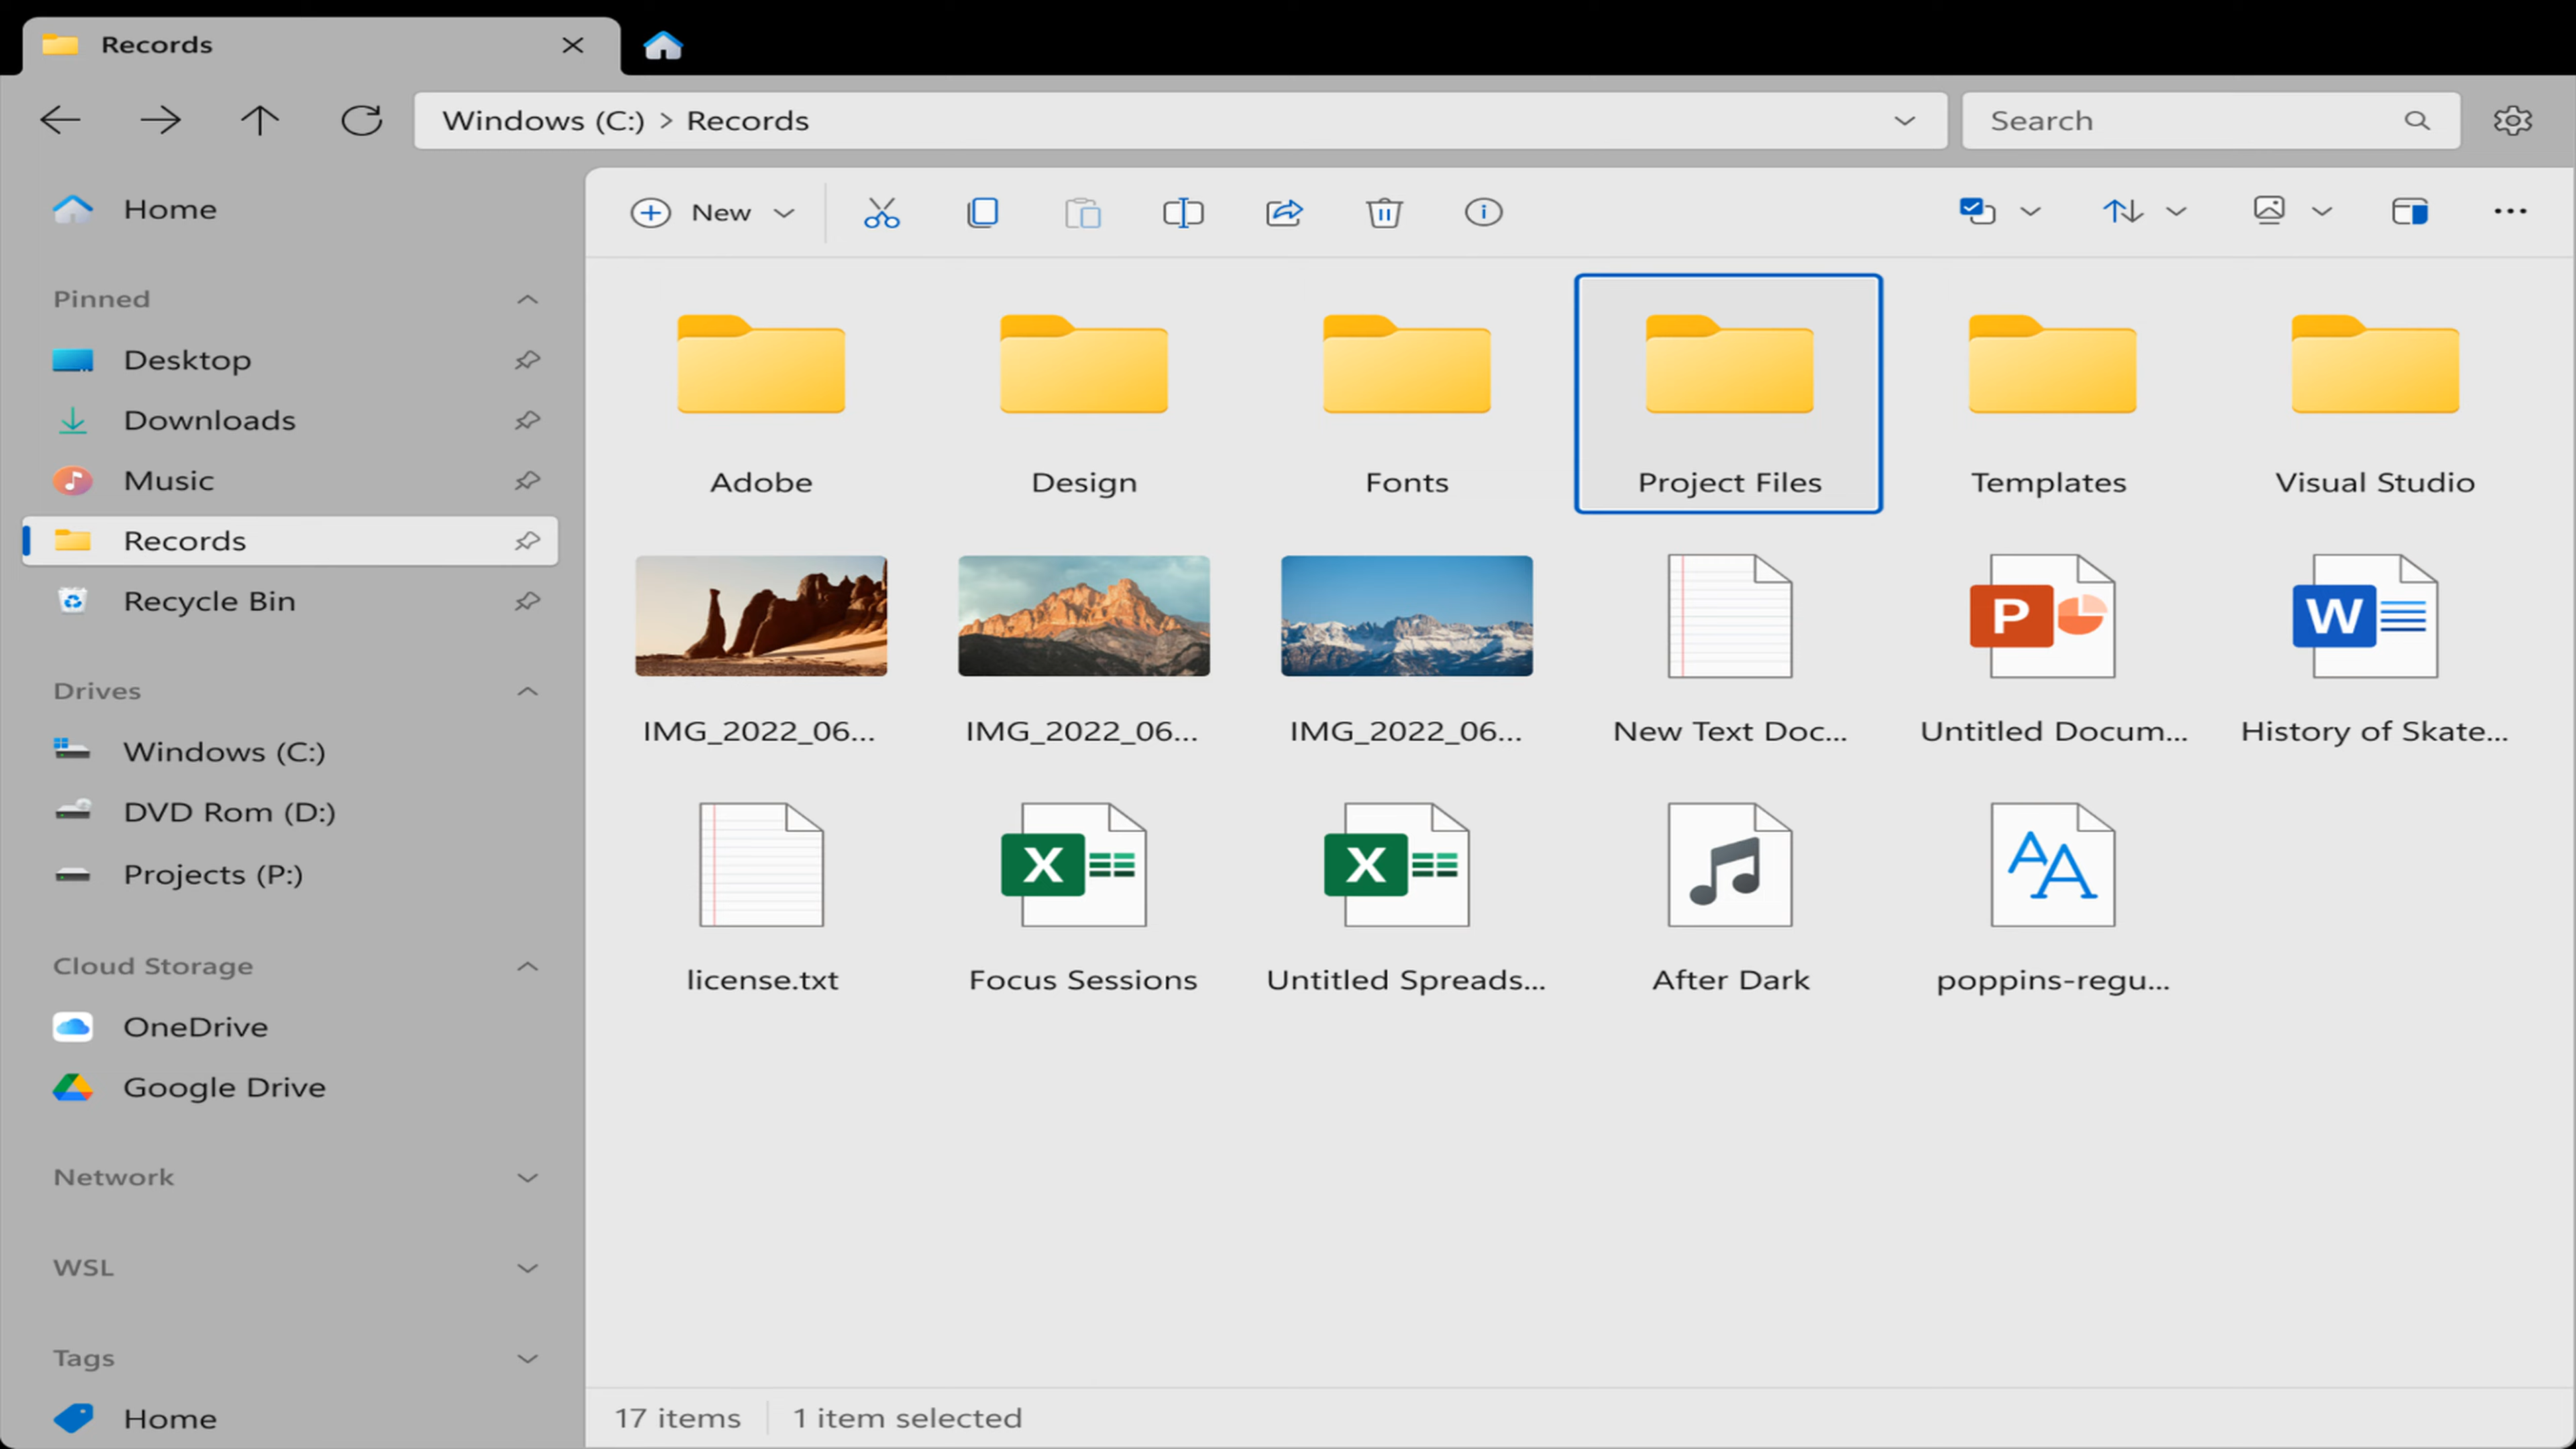 Records
Windows (C:) > Records
Search
Home
New
Pinned
Desktop
Downloads
Music
Records
Recycle Bin
Drives
Windows (C:)
DVD Rom (D:)
Projects (P:)
Cloud Storage
OneDrive
Google Drive
Network
WSL
Tags
Home
Adobe
Design
Fonts
Project Files
Templates
Visual Studio
P
W
IMG_2022_06...
IMG_2022_06...
IMG_2022_06...
New Text Doc...
Untitled Docum...
History of Skate...
X
X
AA
license.txt
Focus Sessions
Untitled Spreads...
After Dark
poppins-regu...
17 items
1 item selected